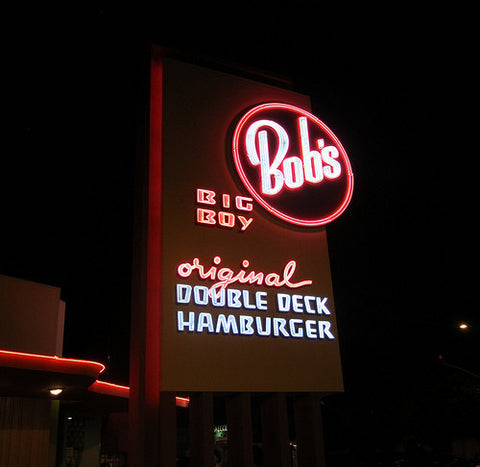 Bob's
BIG
BOY
original
DOUBLE DECK
HAMBURGER